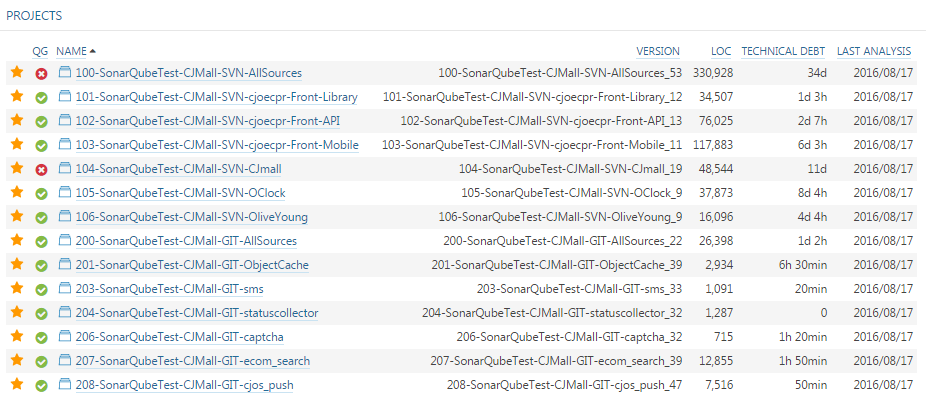 PROJECTS
QG NAME VERSION LOC TECHNICAL DEBT LAST ANALYSIS
100-SonarQubeTest-CJMall-SVN-AllSources 100-SonarQubeTest-CJMall-SVN-AllSources_53 330,928 34d 2016/08/17
101-SonarQubeTest-CJMall-SVN-cjoecpr-Front-Library 101-SonarQubeTest-CJMall-SVN-cjoecpr-Front-Library_12 34,507 1d 3h 2016/08/17
102-SonarQubeTest-CJMall-SVN-cjoecpr-Front-API 102-SonarQubeTest-CJMall-SVN-cjoecpr-Front-API_13 76,025 2d 7h 2016/08/17
103-SonarQubeTest-CJMall-SVN-cjoecpr-Front-Mobile 103-SonarQubeTest-CJMall-SVN-cjoecpr-Front-Mobile_11 117,883 6d 3h 2016/08/17
104-SonarQubeTest-CJMall-SVN-CJmall 104-SonarQubeTest-CJMall-SVN-CJmall_19 48,544 11d 2016/08/17
105-SonarQubeTest-CJMall-SVN-OClock 105-SonarQubeTest-CJMall-SVN-OClock_9 37,873 8d 4h 2016/08/17
106-SonarQubeTest-CJMall-SVN-OliveYoung 106-SonarQubeTest-CJMall-SVN-OliveYoung_9 16,096 4d 4h 2016/08/17
200-SonarQubeTest-CJMall-GIT-AllSources 200-SonarQubeTest-CJMall-GIT-AllSources_22 26,398 1d 2h 2016/08/17
201-SonarQubeTest-CJMall-GIT-ObjectCache 201-SonarQubeTest-CJMall-GIT-ObjectCache_39 2,934 6h 30min 2016/08/17
203-SonarQubeTest-CJMall-GIT-sms 203-SonarQubeTest-CJMall-GIT-sms_33 1,091 20min 2016/08/17
204-SonarQubeTest-CJMall-GIT-statuscollector 204-SonarQubeTest-CJMall-GIT-statuscollector_32 1,287 0 2016/08/17
206-SonarQubeTest-CJMall-GIT-captcha 206-SonarQubeTest-CJMall-GIT-captcha_32 715 1h 20min 2016/08/17
207-SonarQubeTest-CJMall-GIT-ecom_search 207-SonarQubeTest-CJMall-GIT-ecom_search_39 12,855 1h 50min 2016/08/17
208-SonarQubeTest-CJMall-GIT-cjos_push 208-SonarQubeTest-CJMall-GIT-cjos_push_47 7,516 50min 2016/08/17